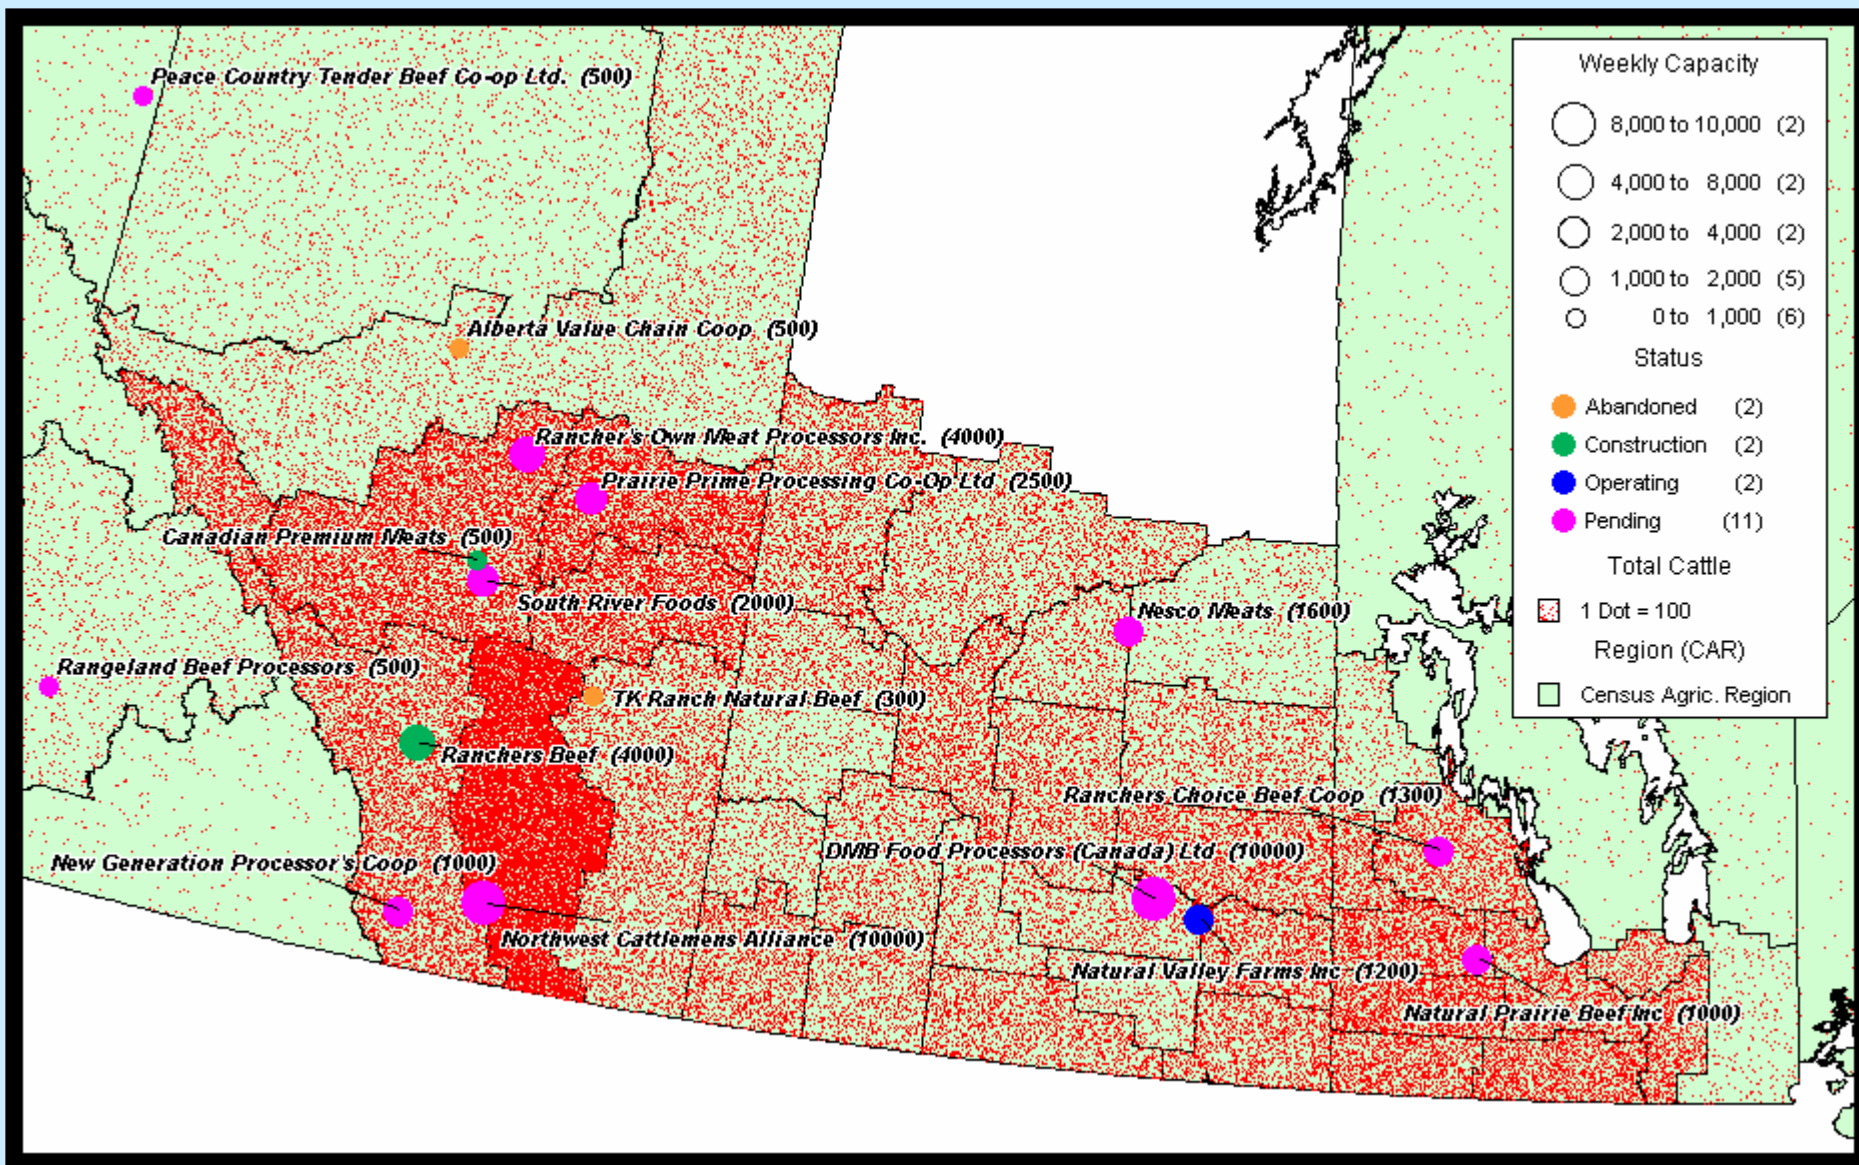 Peace Country Tender Beef Co-op Ltd. (500)
Alberta Value Chain Coop (500)
Rancher's Own Meat Processors Inc. (4000)
Prairie Prime Processing Co-Op Ltd (2500)
Canadian Premium Meats (500)
South River Foods (2000)
Nesco Meats (1600)
Rangeland Beef Processors (500)
TK Ranch Natural Beef (300)
Ranchers Beef (4000)
Ranchers Choice Beef Coop (1300)
DMB Food Processors (Canada) Ltd (10000)
New Generation Processor's Coop (1000)
Northwest Cattlemens Alliance (10000)
Natural Valley Farms Inc (1200)
Natural Prairie Beef Inc (1000)
Weekly Capacity
8,000 to 10,000 (2)
4,000 to 8,000 (2)
2,000 to 4,000 (2)
1,000 to 2,000 (5)
0 to 1,000 (6)
Status
Abandoned (2)
Construction (2)
Operating (2)
Pending (11)
Total Cattle
1 Dot = 100
Region (CAR)
Census Agric. Region